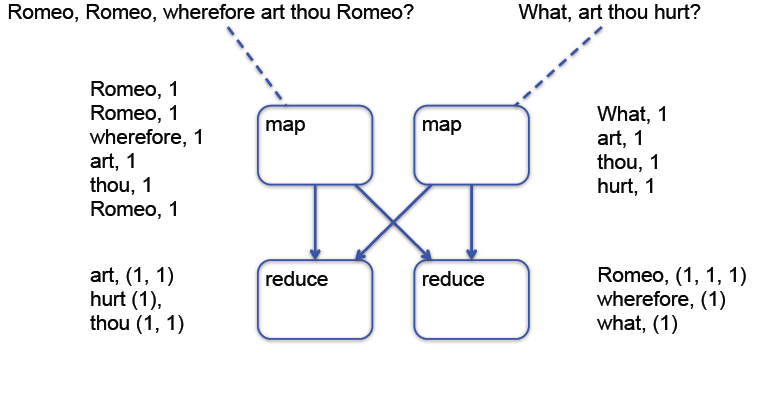 Romeo, Romeo, wherefore art thou Romeo?
What, art thou hurt?
Romeo, 1
Romeo, 1
wherefore, 1
art, 1
thou, 1
Romeo, 1
map
map
What, 1
art, 1
thou, 1
hurt, 1
art, (1, 1)
hurt (1),
thou (1, 1)
reduce
reduce
Romeo, (1, 1, 1)
wherefore, (1)
what, (1)